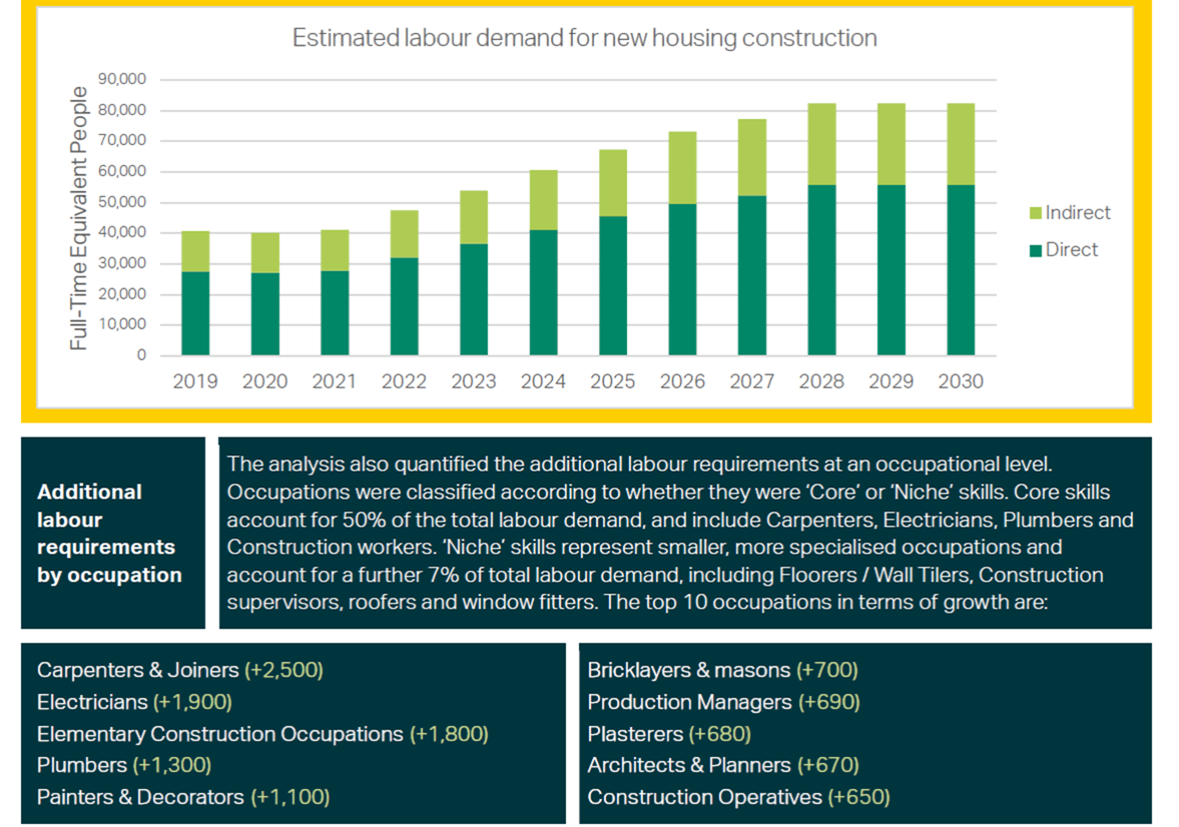 Estimated labour demand for new housing construction
Full-Time Equivalent People
90,000
80,000
70,000
60,000
50,000
40,000
30,000
20,000
10,000
0
2019 2020 2021 2022 2023 2024 2025 2026 2027 2028 2029 2030
Indirect
Direct
Additional
labour
requirements
by occupation
The analysis also quantified the additional labour requirements at an occupational level.
Occupations were classified according to whether they were ‘Core’ or ‘Niche’ skills. Core skills
account for 50% of the total labour demand, and include Carpenters, Electricians, Plumbers and
Construction workers. ‘Niche’ skills represent smaller, more specialised occupations and
account for a further 7% of total labour demand, including Floorers / Wall Tilers, Construction
supervisors, roofers and window fitters. The top 10 occupations in terms of growth are:
Carpenters & Joiners (+2,500)
Electricians (+1,900)
Elementary Construction Occupations (+1,800)
Plumbers (+1,300)
Painters & Decorators (+1,100)
Bricklayers & masons (+700)
Production Managers (+690)
Plasterers (+680)
Architects & Planners (+670)
Construction Operatives (+650)